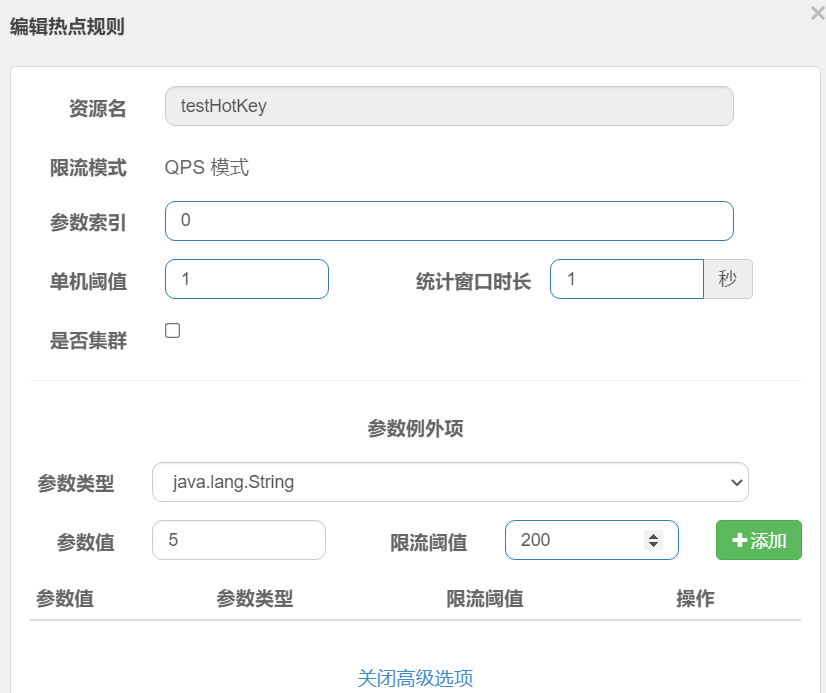 编辑热点规则
×
资源名 testHotKey
限流模式 QPS 模式
参数索引 0
单机阈值 1 统计窗口时长 1 秒
是否集群
参数例外项
参数类型 java.lang.String
参数值 5 限流阈值 200 添加
参数值 参数类型 限流阈值 操作
关闭高级选项